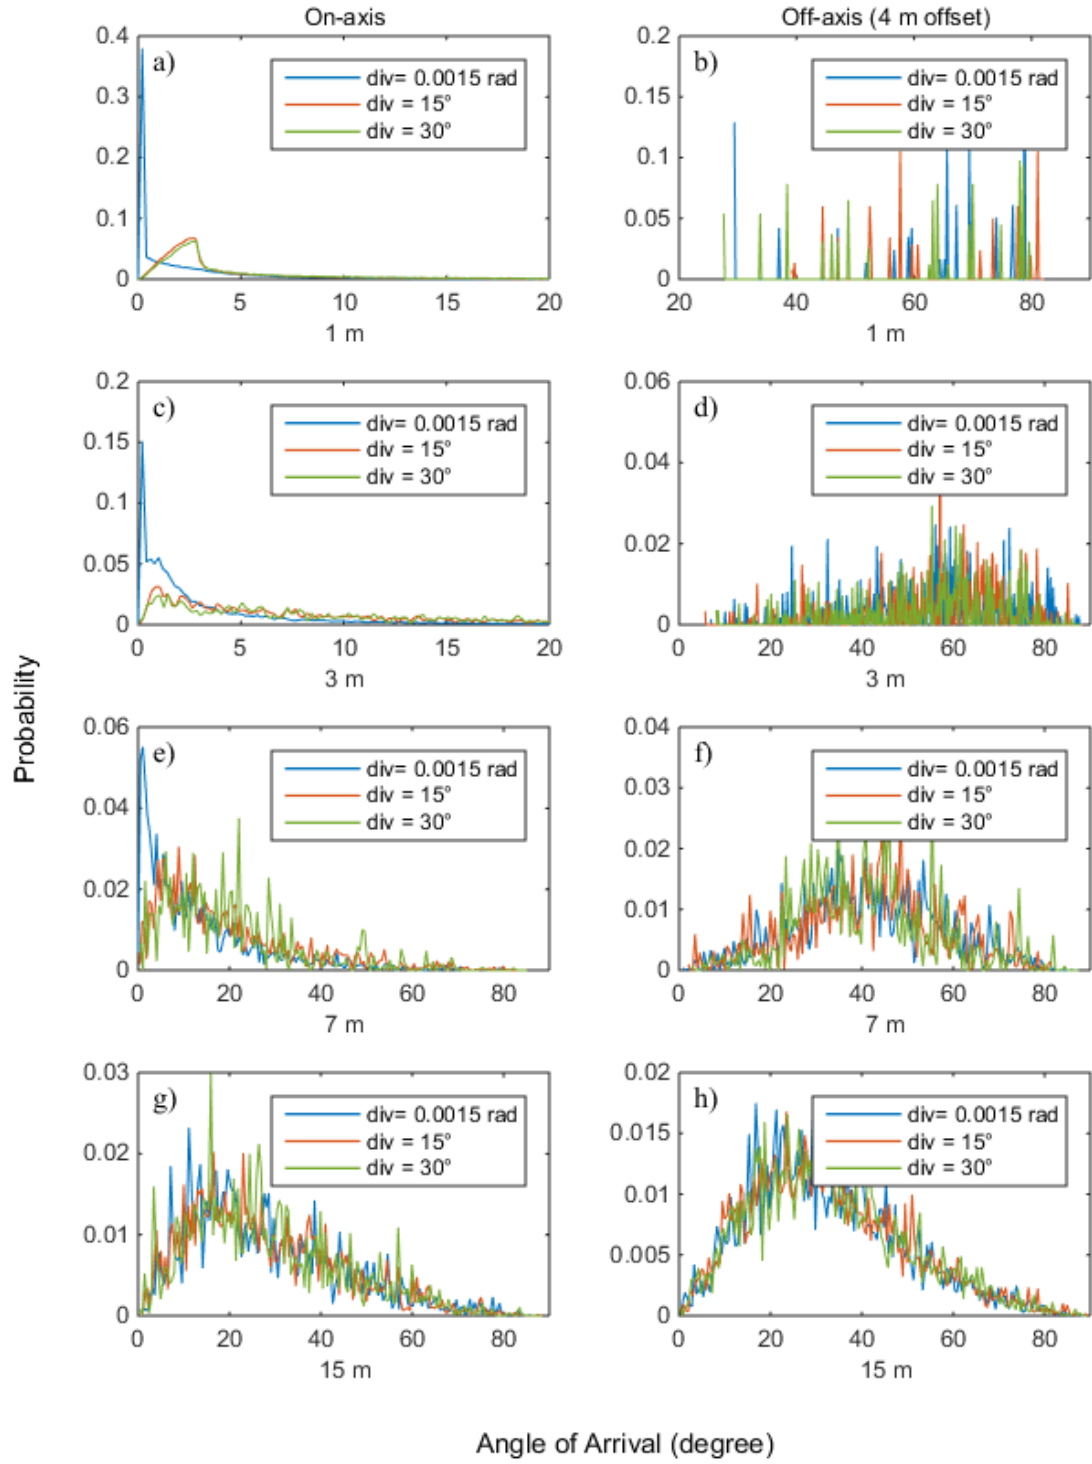 On-axis
Off-axis (4 m offset)
a)
div= 0.0015 rad
div = 15°
div = 30°
0.4
0.3
0.2
0.1
0
0 5 10 15 20
1 m
b)
div= 0.0015 rad
div = 15°
div = 30°
0.2
0.15
0.1
0.05
0
20 40 60 80
1 m
c)
div= 0.0015 rad
div = 15°
div = 30°
0.2
0.15
0.1
0.05
0
0 5 10 15 20
3 m
d)
div= 0.0015 rad
div = 15°
div = 30°
0.06
0.04
0.02
0
0 20 40 60 80
3 m
Probability
e)
div= 0.0015 rad
div = 15°
div = 30°
0.06
0.04
0.02
0
0 20 40 60 80
7 m
f)
div= 0.0015 rad
div = 15°
div = 30°
0.04
0.03
0.02
0.01
0
0 20 40 60 80
7 m
g)
div= 0.0015 rad
div = 15°
div = 30°
0.03
0.02
0.01
0
0 20 40 60 80
15 m
h)
div= 0.0015 rad
div = 15°
div = 30°
0.02
0.015
0.01
0.005
0
0 20 40 60 80
15 m
Angle of Arrival (degree)